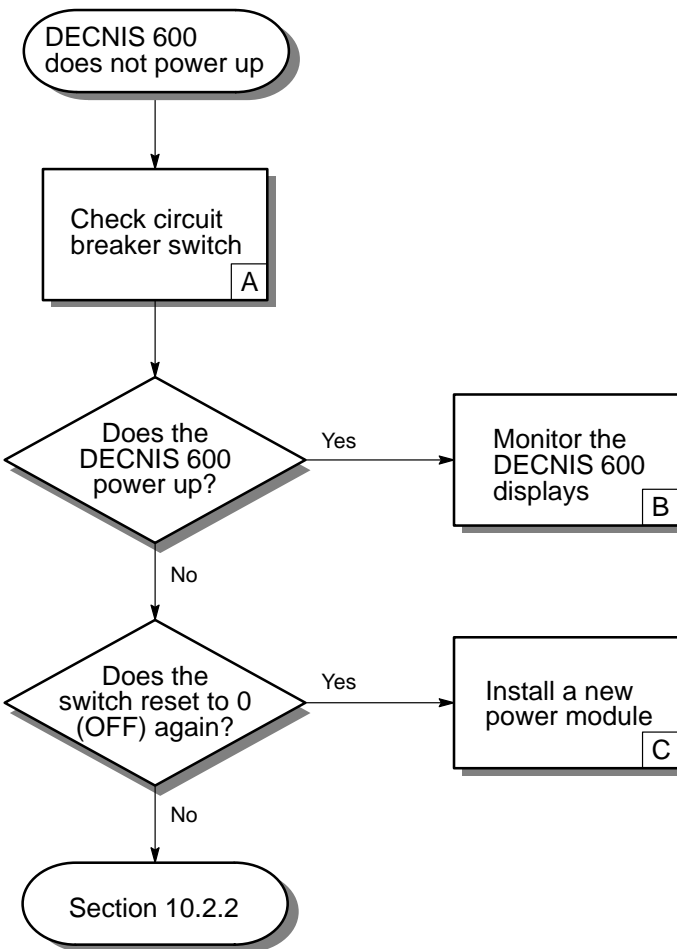 DECNIS 600
does not power up
Check circuit
breaker switch
A
Does the
DECNIS 600
power up?
Yes
Monitor the
DECNIS 600
displays
B
No
Does the
switch reset to 0
(OFF) again?
Yes
Install a new
power module
C
No
Section 10.2.2